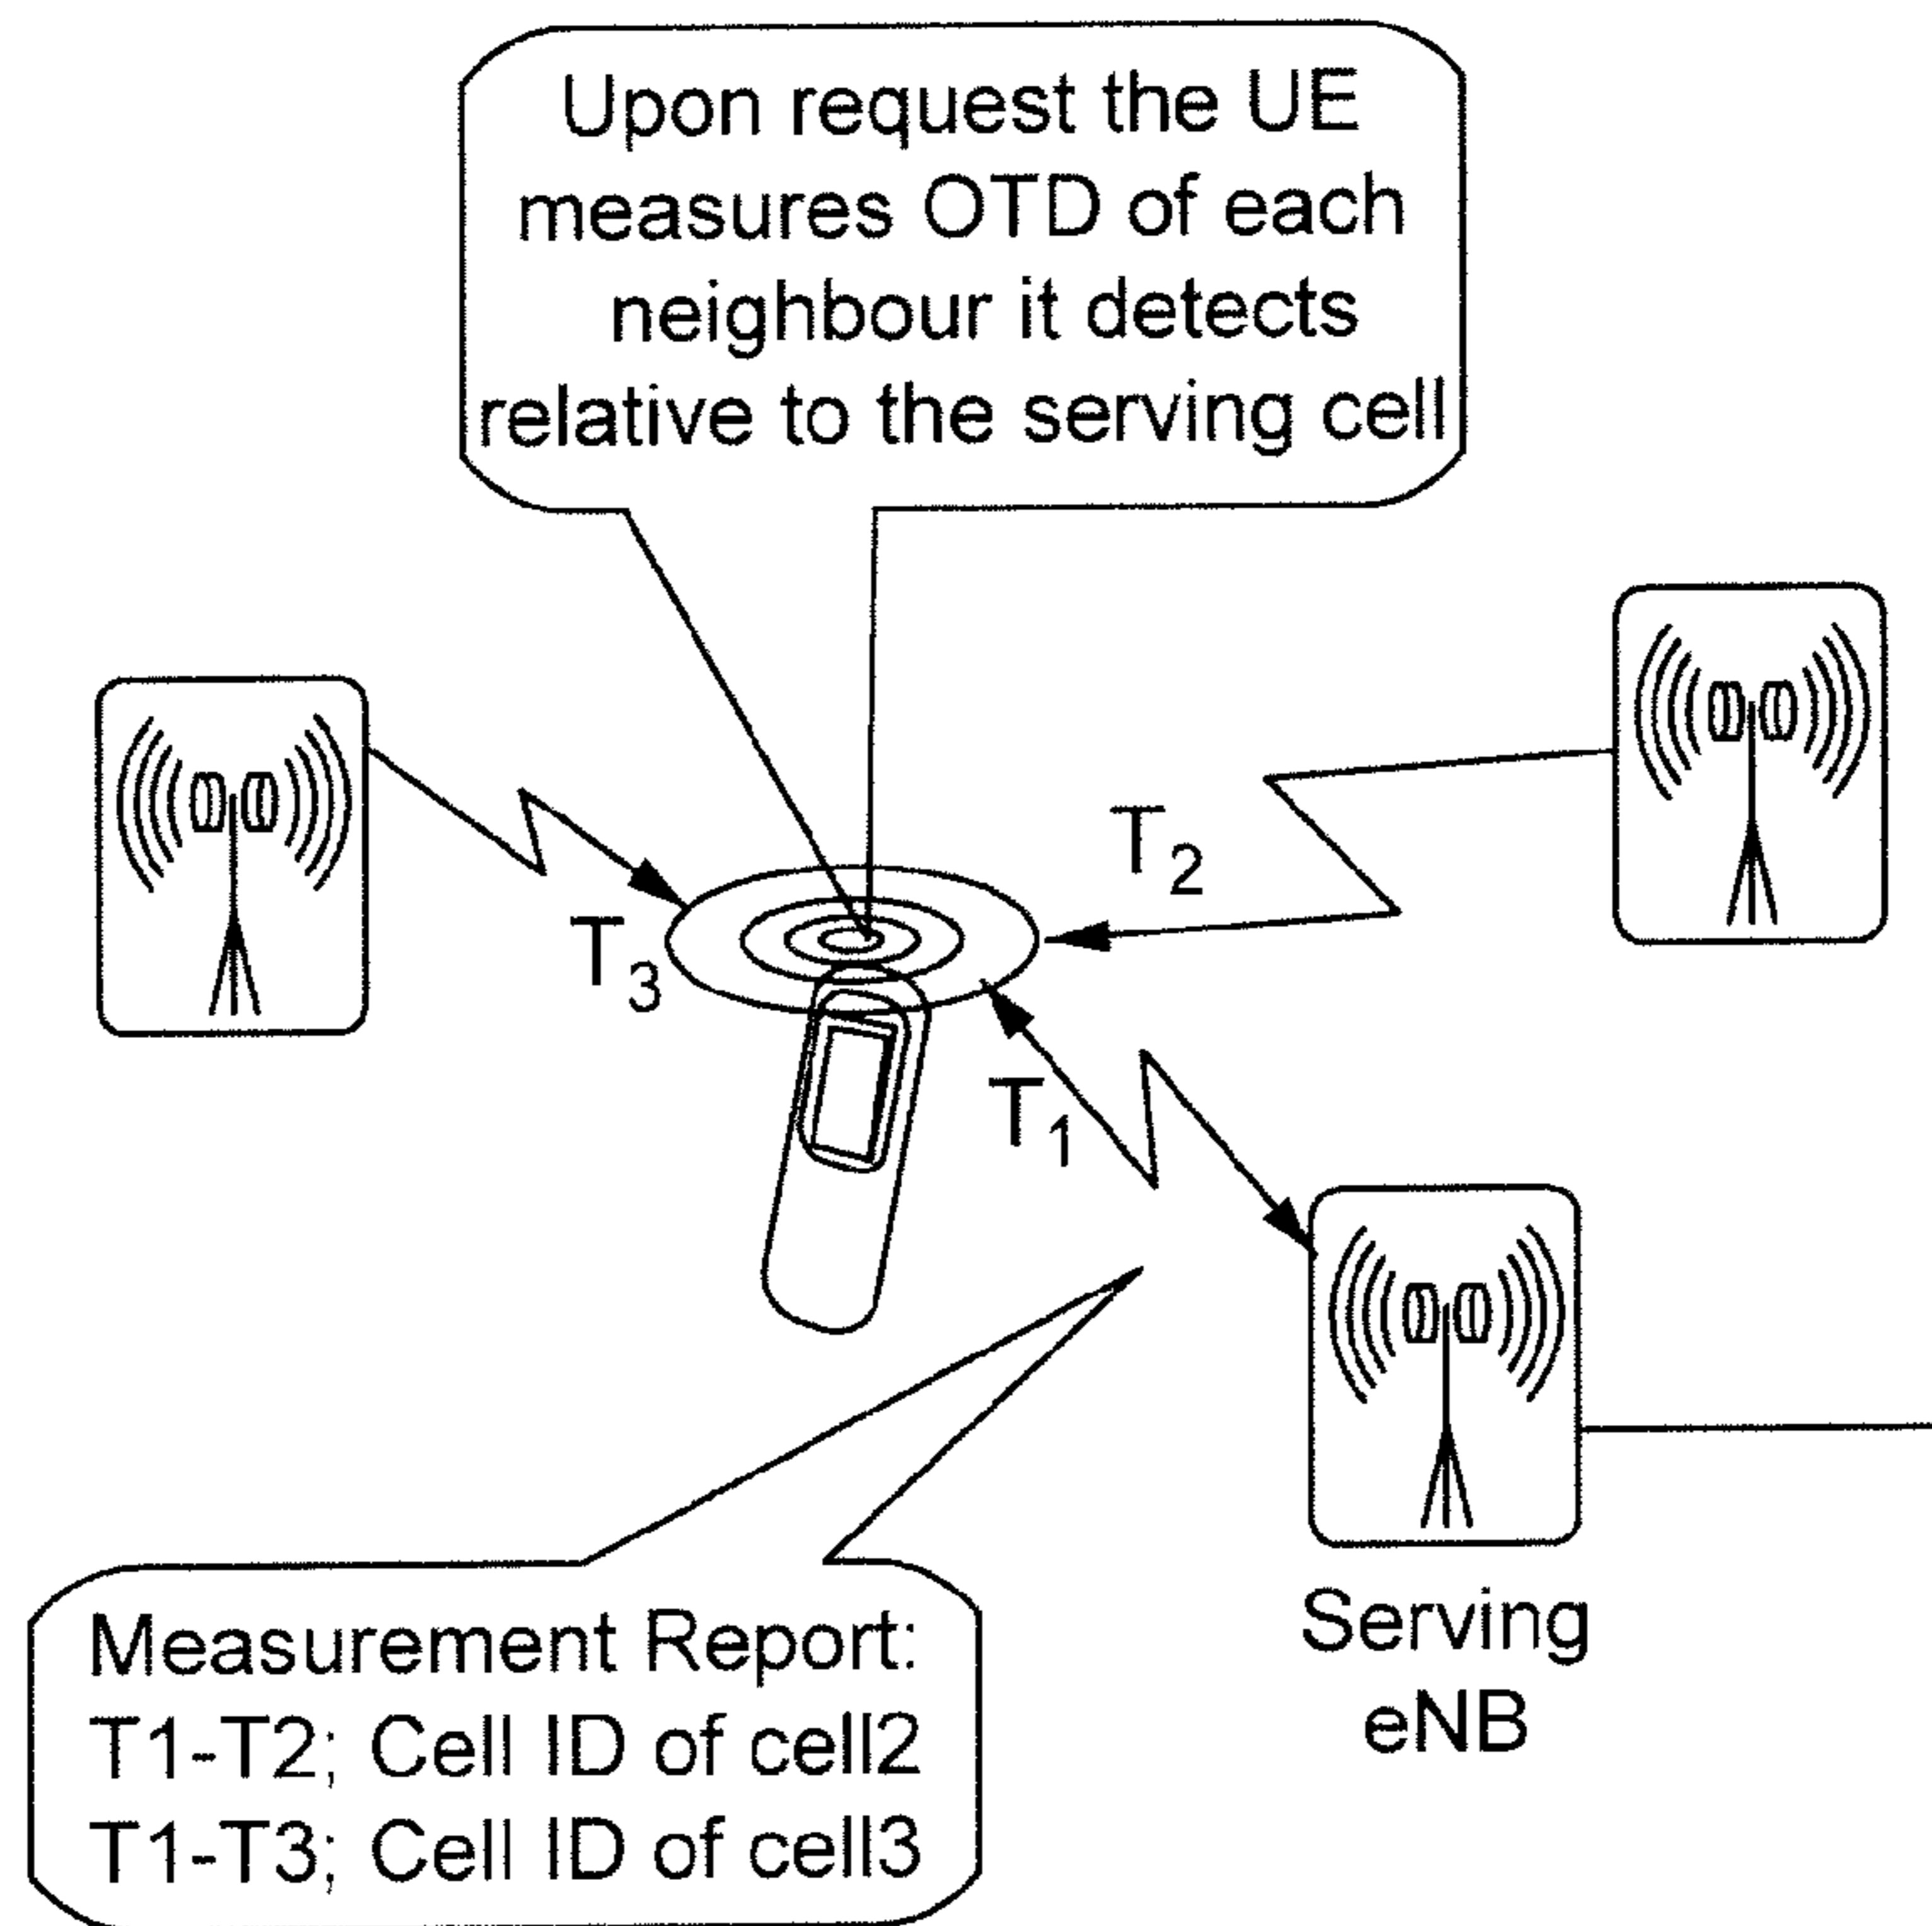 Upon request the UE
measures OTD of each
neighbour it detects
relative to the serving cell
T2
T3
T1
Serving
eNB
Measurement Report:
T1-T2; Cell ID of cell2
T1-T3; Cell ID of cell3